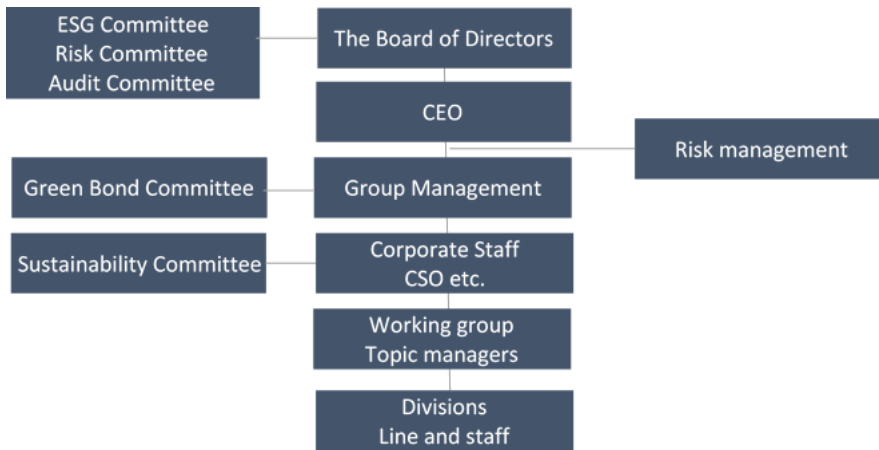 ESG Committee
Risk Committee
Audit Committee
The Board of Directors
CEO
Risk management
Green Bond Committee
Group Management
Sustainability Committee
Corporate Staff
CSO etc.
Working group
Topic managers
Divisions
Line and staff